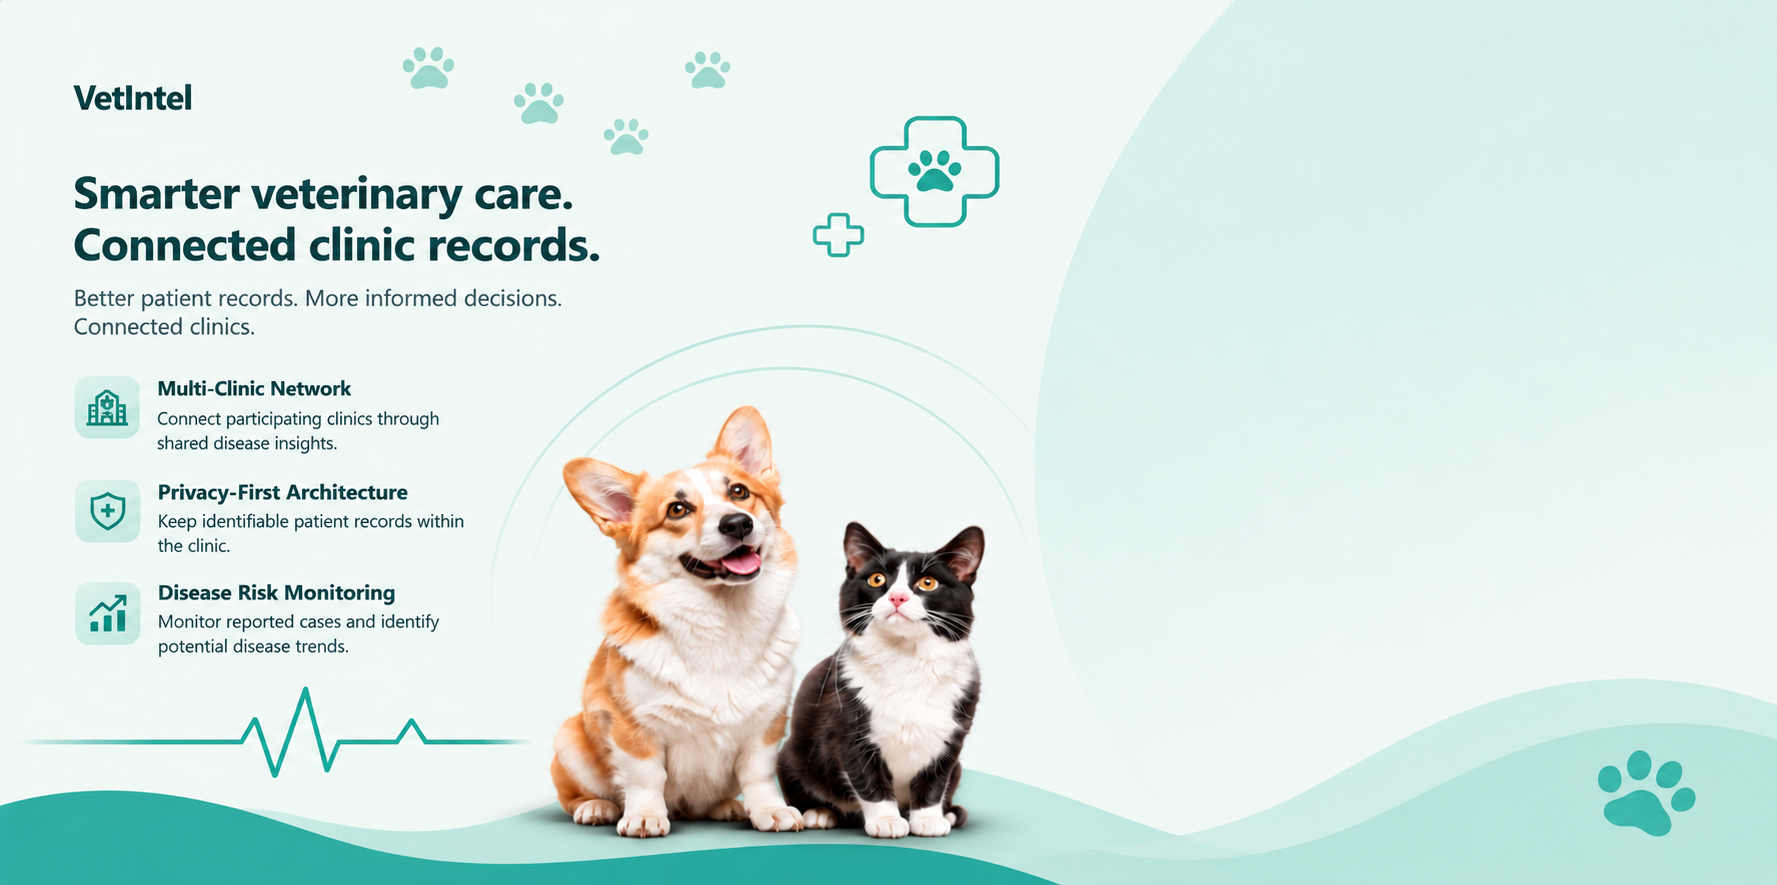 VetIntel
Smarter veterinary care.
Connected clinic records.
Better patient records. More informed decisions.
Connected clinics.
Multi-Clinic Network
Connect participating clinics through
shared disease insights.
Privacy-First Architecture
Keep identifiable patient records within
the clinic.
Disease Risk Monitoring
Monitor reported cases and identify
potential disease trends.